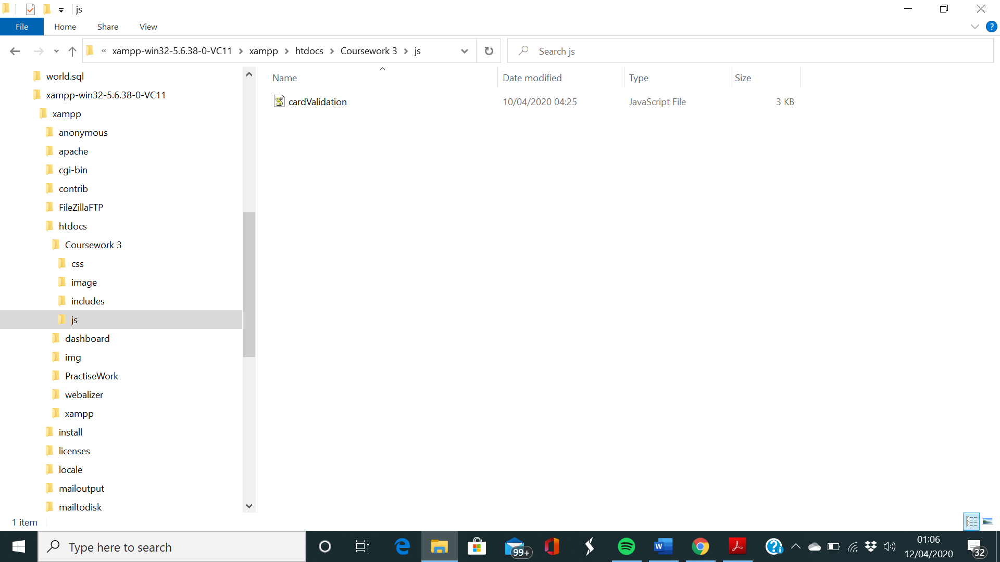 js
File Home Share View
?
« xampp-win32-5.6.38-0-VC11 xampp htdocs Coursework 3 js
Search js
Name Date modified Type Size
cardValidation 10/04/2020 04:25 JavaScript File 3 KB
world.sql
xampp-win32-5.6.38-0-VC11
xampp
anonymous
apache
cgi-bin
contrib
FileZillaFTP
htdocs
Coursework 3
css
image
includes
js
dashboard
img
PractiseWork
webalizer
xampp
install
licenses
locale
mailoutput
mailtodisk
1 item
Type here to search
99+
01:06
12/04/2020
32